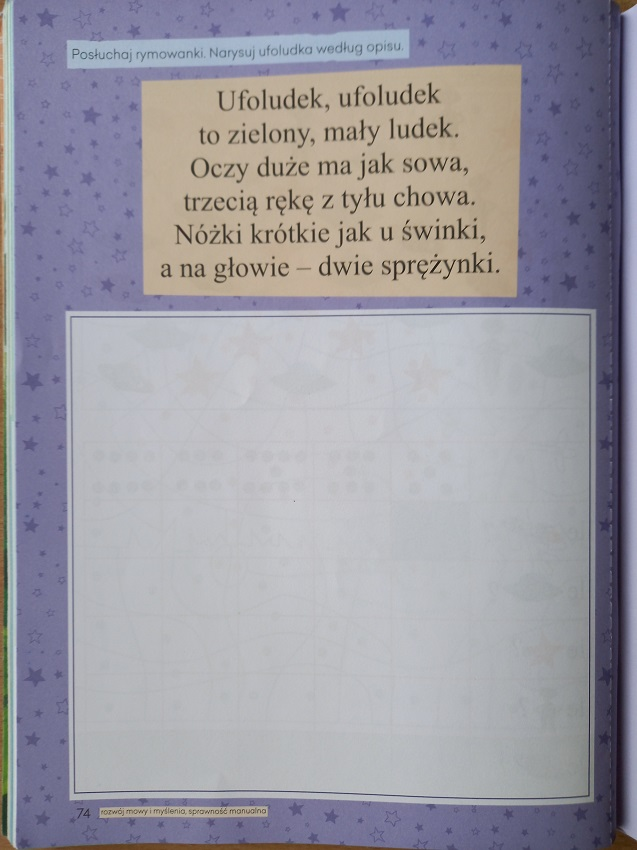 Posłuchaj rymowanki. Narysuj ufoludka według opisu.
Ufoludek, ufoludek
to zielony, mały ludek.
Oczy duże ma jak sowa,
trzecią rękę z tyłu chowa.
Nóżki krótkie jak u świnki,
a na głowie – dwie sprężynki.
74 rozwój mowy i myślenia, sprawność manualna